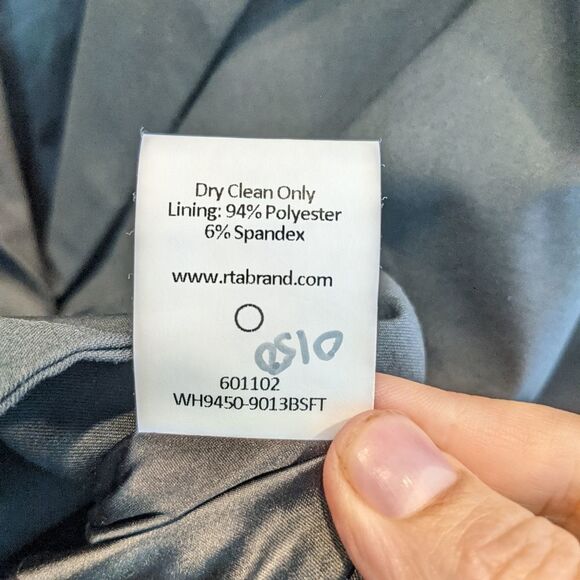 Dry Clean Only
Lining: 94% Polyester
6% Spandex
www.rtabrand.com
601102
WH9450-9013BSFT